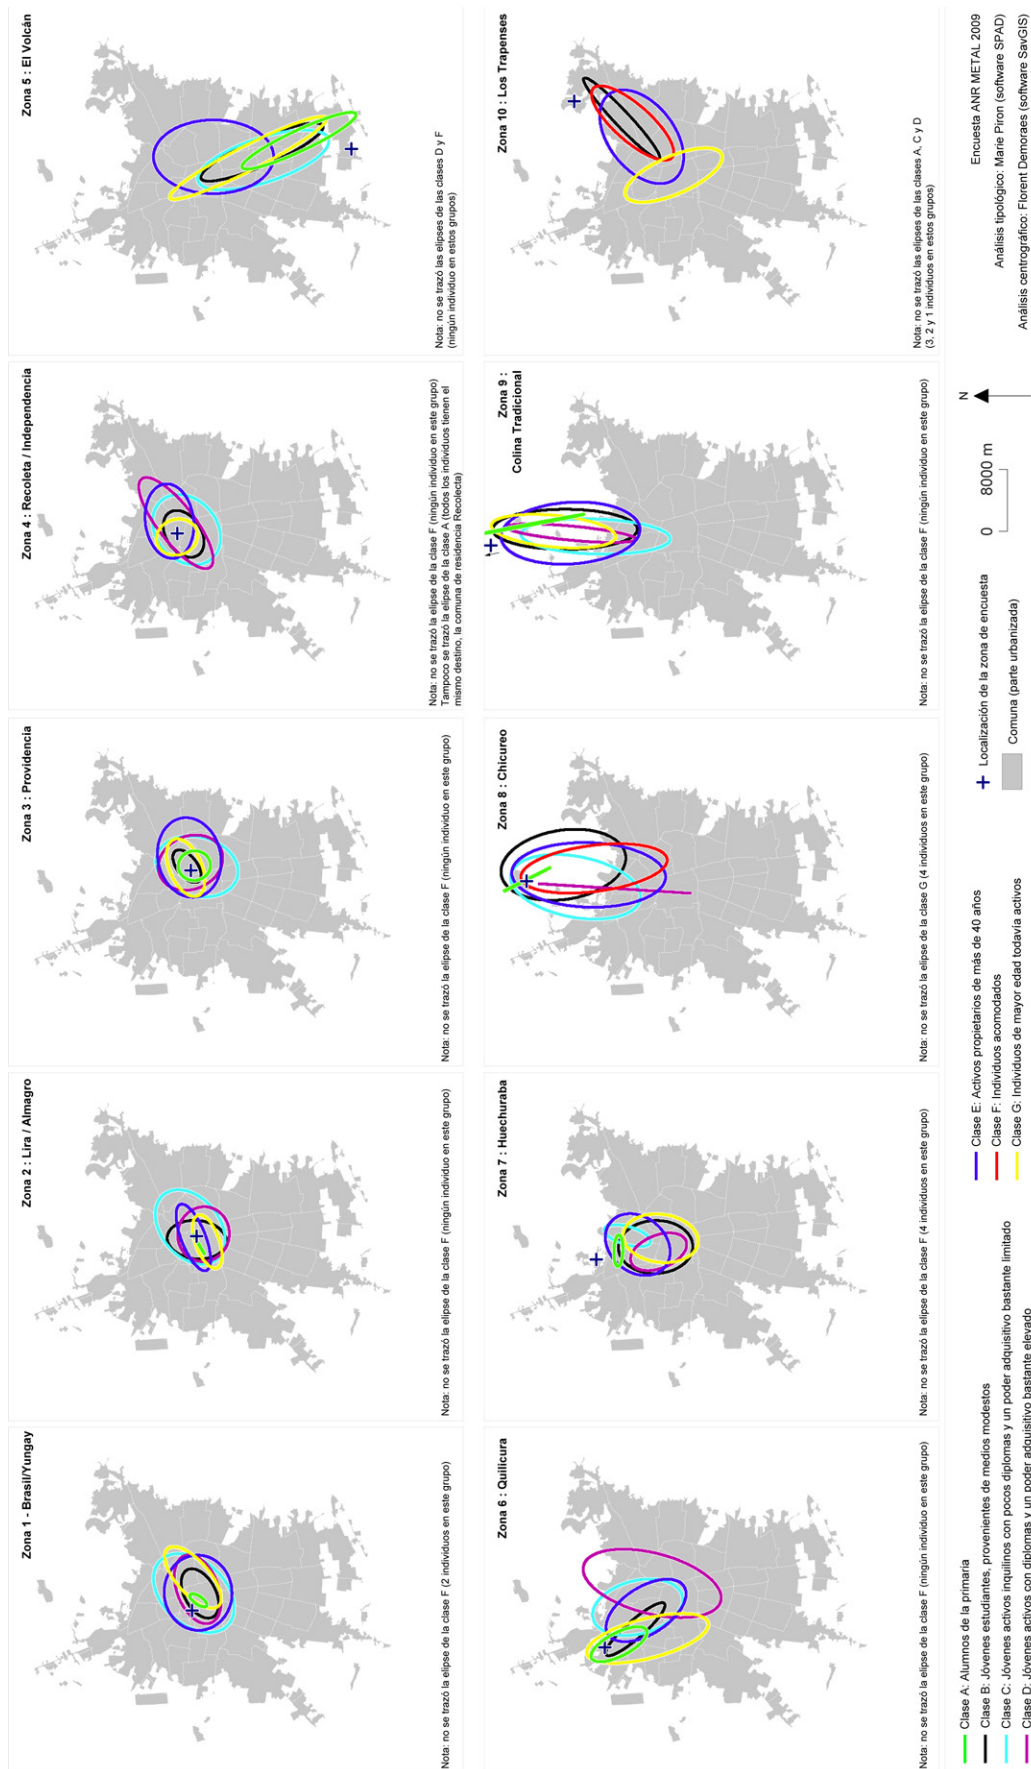 Zona 1 - Brasil/Yungay
Nota: no se trazó la elipse de la clase F (2 individuos en este grupo)
Zona 2 : Lira / Almagro
Nota: no se trazó la elipse de la clase F (ningún individuo en este grupo)
Zona 3 : Providencia
Nota: no se trazó la elipse de la clase F (ningún individuo en este grupo)
Zona 4 : Recoleta / Independencia
Nota: no se trazó la elipse de la clase F (ningún individuo en este grupo)
Tampoco se trazó la elipse de la clase A (todos los individuos tienen el
mismo destino, la comuna de residencia Recolecta)
Zona 5 : El Volcán
Nota: no se trazó las elipses de las clases D y F
(ningún individuo en estos grupos)
Zona 6 : Quilicura
Nota: no se trazó la elipse de la clase F (ningún individuo en este grupo)
Zona 7 : Huechuraba
Nota: no se trazó la elipse de la clase F (4 individuos en este grupo)
Zona 8 : Chicureo
Nota: no se trazó la elipse de la clase G (4 individuos en este grupo)
Zona 9 :
Colina Tradicional
Nota: no se trazó la elipse de la clase F (ningún individuo en este grupo)
Zona 10 : Los Trapenses
Nota: no se trazó las elipses de las clases A, C y D
(3, 2 y 1 individuos en estos grupos)
Clase A: Alumnos de la primaria
Clase B: Jóvenes estudiantes, provenientes de medios modestos
Clase C: Jóvenes activos inquilinos con pocos diplomas y un poder adquisitivo bastante limitado
Clase D: Jóvenes activos con diplomas y un poder adquisitivo bastante elevado
Clase E: Activos propietarios de más de 40 años
Clase F: Individuos acomodados
Clase G: Individuos de mayor edad todavía activos
Localización de la zona de encuesta
Comuna (parte urbanizada)
0 8000 m
N
Encuesta ANR METAL 2009
Análisis tipológico: Marie Piron (software SPAD)
Análisis centrográfico: Florent Demoraes (software SavGIS)